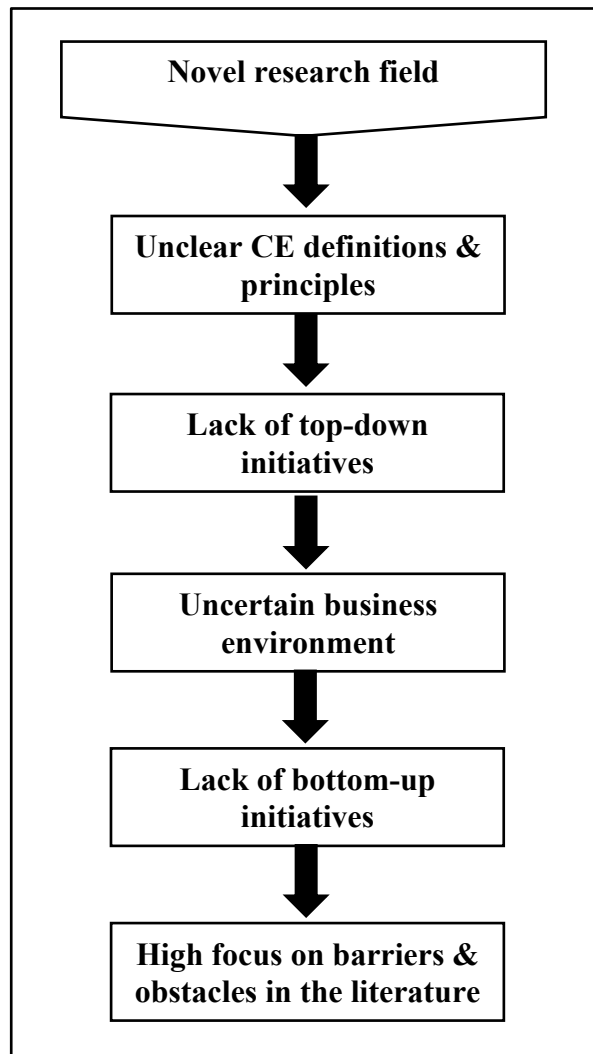 Novel research field
Unclear CE definitions &
principles
Lack of top-down
initiatives
Uncertain business
environment
Lack of bottom-up
initiatives
High focus on barriers &
obstacles in the literature